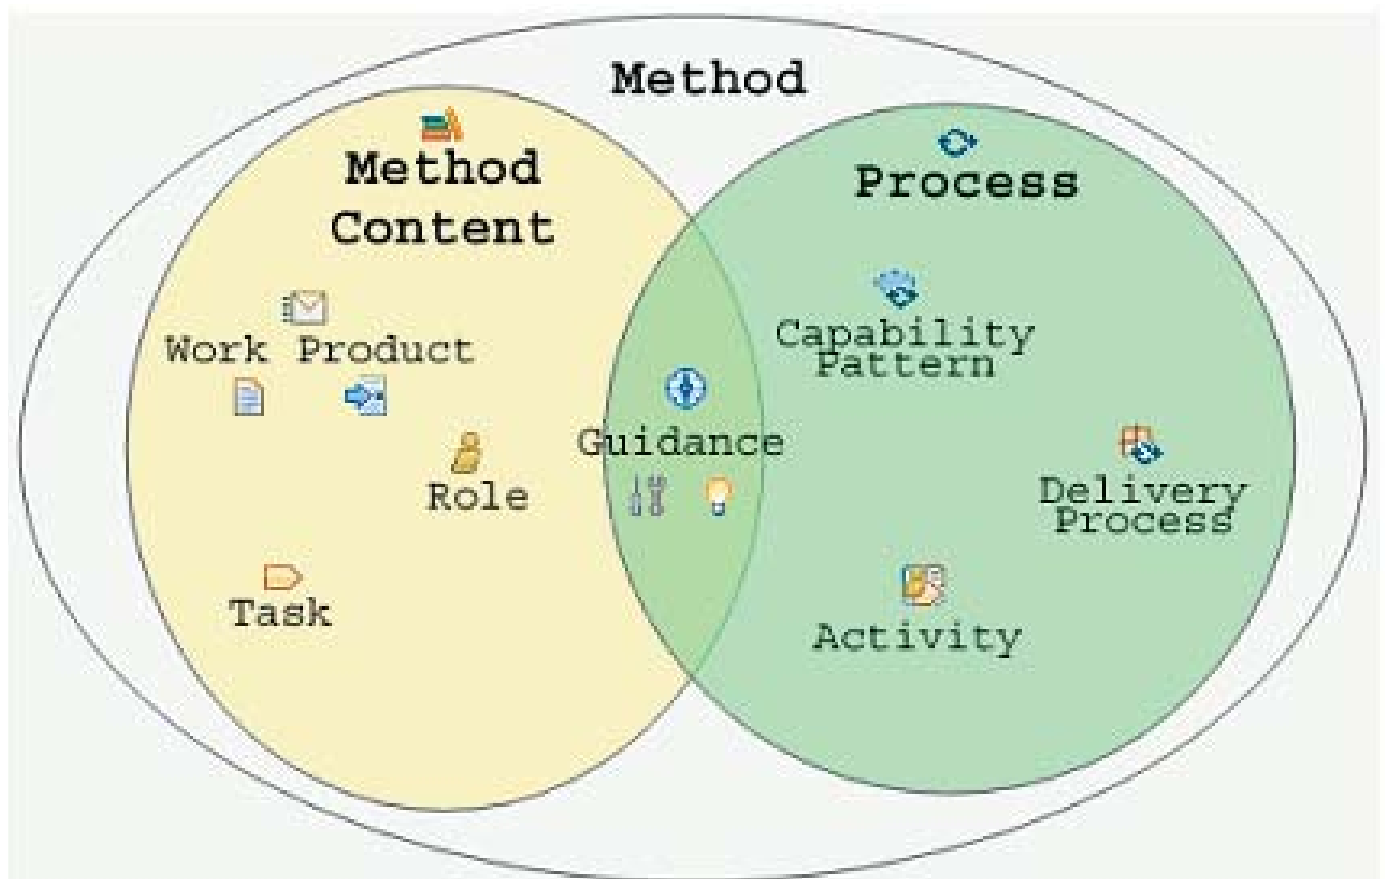 Method
Method
Content
Process
Work Product
Capability
Pattern
Guidance
Role
Delivery
Process
Task
Activity